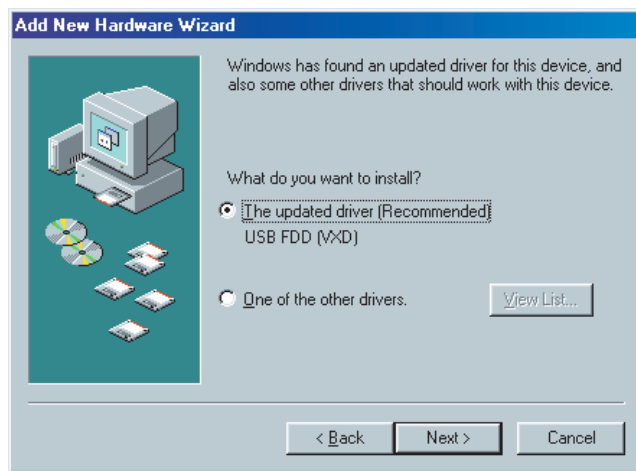 Add New Hardware Wizard
Windows has found an updated driver for this device, and
also some other drivers that should work with this device.
What do you want to install?
The updated driver (Recommended)
USB FDD (VXD)
One of the other drivers.
View List...
< Back
Next >
Cancel